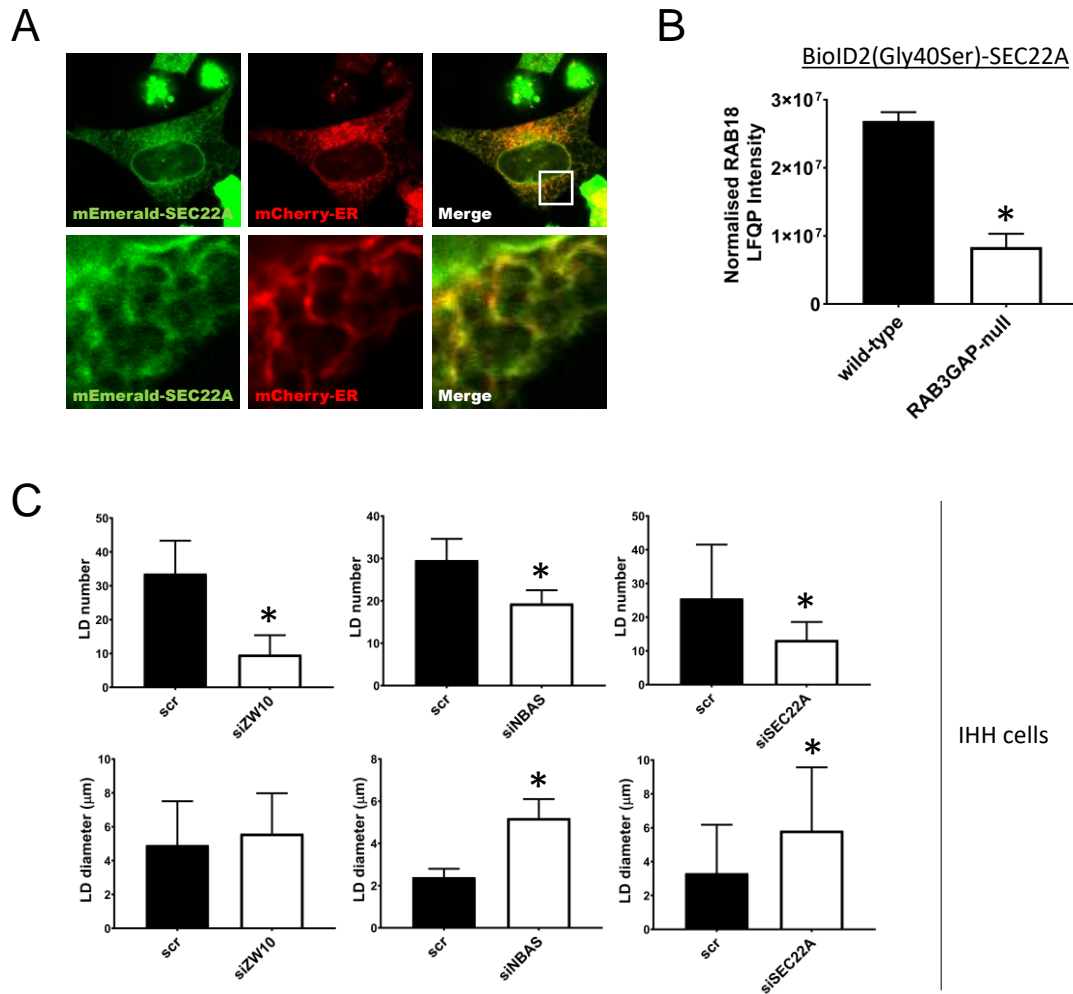 A
mEmerald-SEC22A
mCherry-ER
Merge
mEmerald-SEC22A
mCherry-ER
Merge
B
BioID2(Gly40Ser)-SEC22A
Normalised RAB18
LFQP Intensity
3×10⁷
2×10⁷
1×10⁷
0
*
wild-type
RAB3GAP-null
C
LD number
50
40
30
20
10
0
*
scr
siZW10
LD number
40
30
20
10
0
*
scr
siNBAS
LD number
50
40
30
20
10
0
*
scr
siSEC22A
LD diameter (μm)
10
8
6
4
2
0
scr
siZW10
LD diameter (μm)
8
6
4
2
0
*
scr
siNBAS
LD diameter (μm)
10
8
6
4
2
0
*
scr
siSEC22A
IHH cells